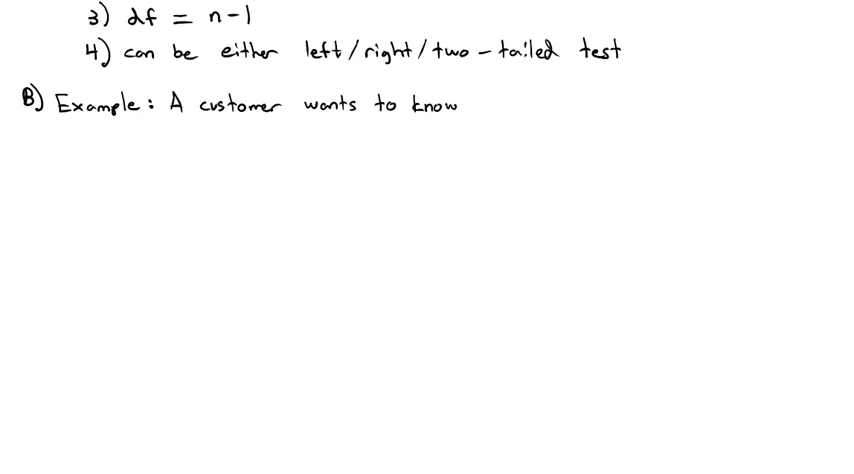 3) df = n-1
4) can be either left/right/two-tailed test
B) Example: A customer wants to know